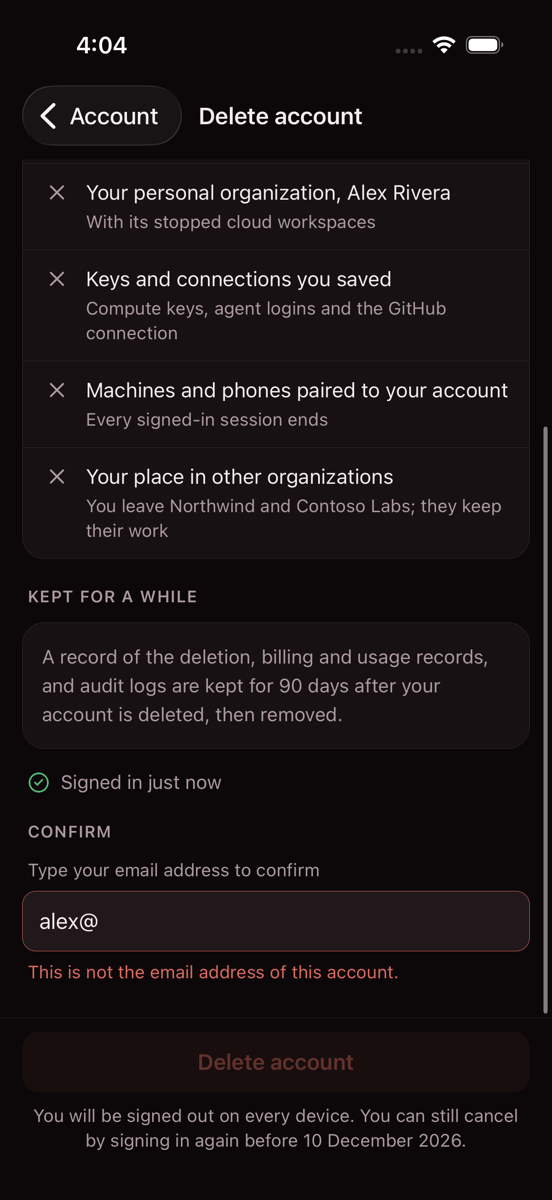 4:04
Account
Delete account
Your personal organization, Alex Rivera
With its stopped cloud workspaces
Keys and connections you saved
Compute keys, agent logins and the GitHub
connection
Machines and phones paired to your account
Every signed-in session ends
Your place in other organizations
You leave Northwind and Contoso Labs; they keep
their work
KEPT FOR A WHILE
A record of the deletion, billing and usage records,
and audit logs are kept for 90 days after your
account is deleted, then removed.
Signed in just now
CONFIRM
Type your email address to confirm
alex@
This is not the email address of this account.
Delete account
You will be signed out on every device. You can still cancel
by signing in again before 10 December 2026.